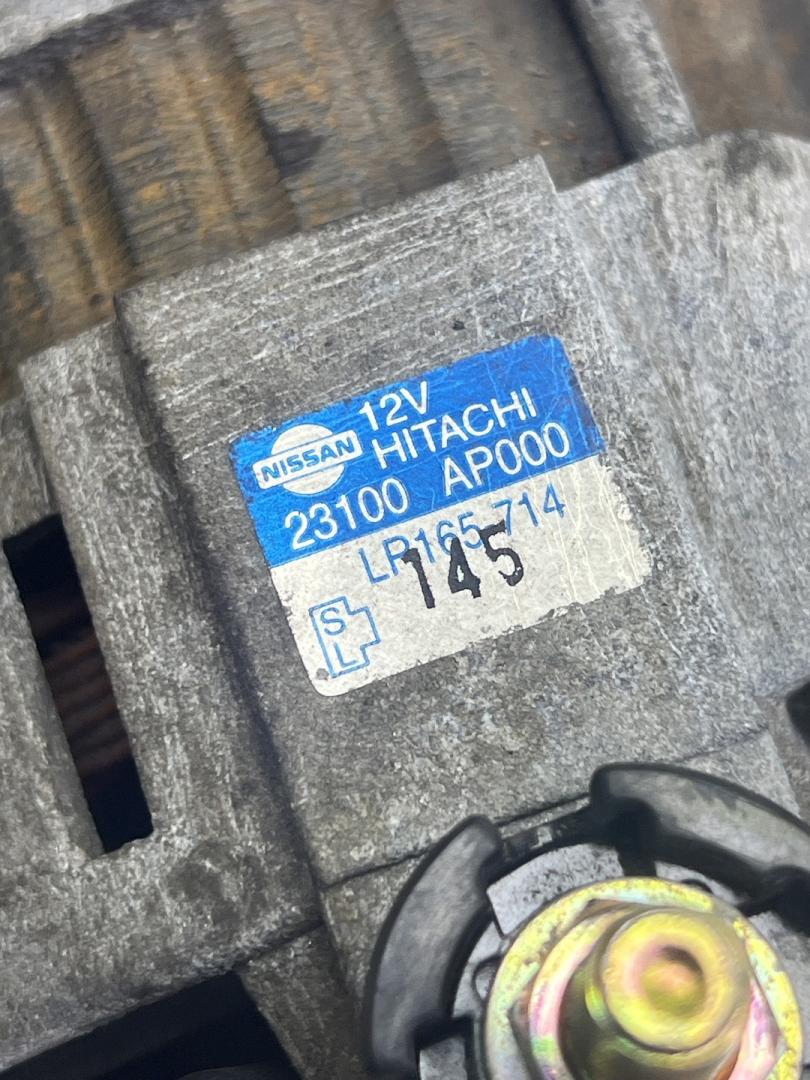 12V
NISSAN HITACHI
23100 AP000
LR165 714
145
S
L